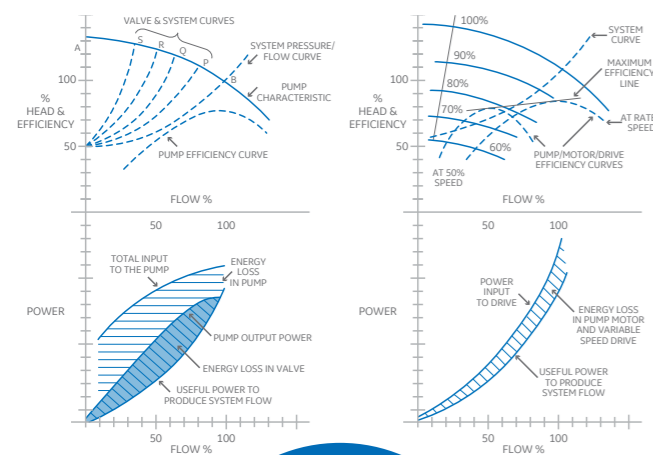 VALVE & SYSTEM CURVES
A
S
R
Q
P
B
SYSTEM PRESSURE/
FLOW CURVE
100
%
HEAD &
EFFICIENCY
PUMP
CHARACTERISTIC
50
PUMP EFFICIENCY CURVE
FLOW %
50
100
TOTAL INPUT
TO THE PUMP
ENERGY
LOSS
IN PUMP
POWER
PUMP OUTPUT POWER
ENERGY LOSS IN VALVE
USEFUL POWER TO
PRODUCE SYSTEM FLOW
50
100
FLOW %
100%
SYSTEM
CURVE
90%
MAXIMUM
EFFICIENCY
LINE
100
80%
%
HEAD &
EFFICIENCY
70%
AT RATE
SPEED
50
60%
PUMP/MOTOR/DRIVE
EFFICIENCY CURVES
AT 50%
SPEED
FLOW %
50
100
POWER
INPUT
TO DRIVE
POWER
ENERGY LOSS
IN PUMP MOTOR
AND VARIABLE
SPEED DRIVE
USEFUL POWER
TO PRODUCE
SYSTEM FLOW
50
100
FLOW %